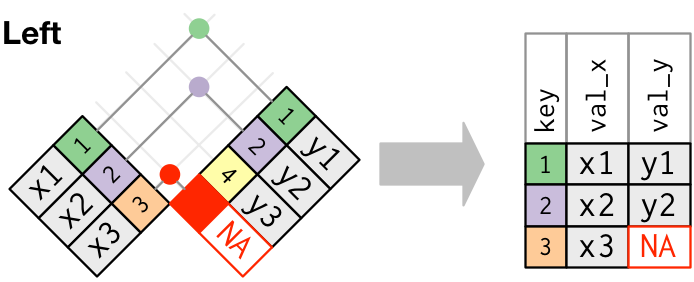 Left
1 x1
2 x2
3 x3
1 y1
2 y2
4 y3
NA
key val_x val_y
1 x1 y1
2 x2 y2
3 x3 NA